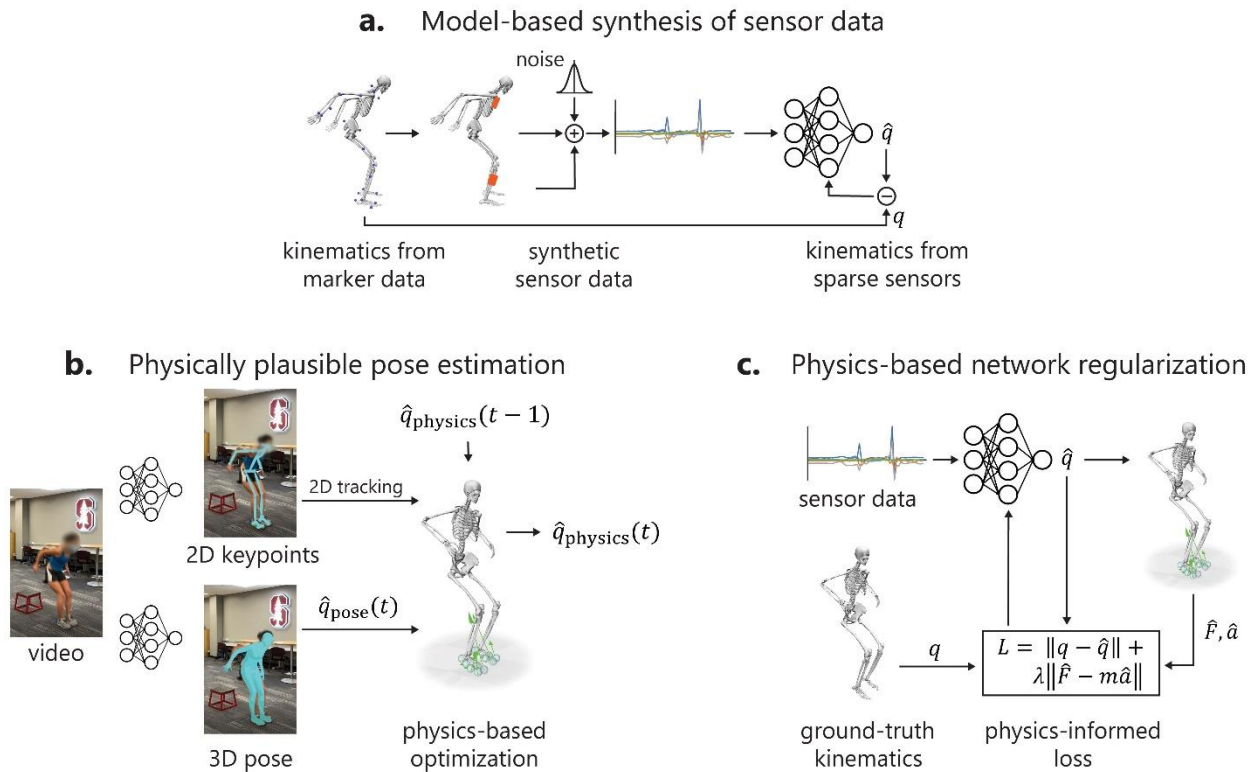 a. Model-based synthesis of sensor data
noise
+
q̂
−
q
kinematics from
marker data
synthetic
sensor data
kinematics from
sparse sensors
b. Physically plausible pose estimation
video
S
2D keypoints
2D tracking
S
3D pose
q̂pose(t)
q̂physics(t − 1)
q̂physics(t)
physics-based
optimization
c. Physics-based network regularization
sensor data
q̂
q
F̂, â
L = ‖q − q̂‖ +
λ‖F̂ − mâ‖
ground-truth
kinematics
physics-informed
loss